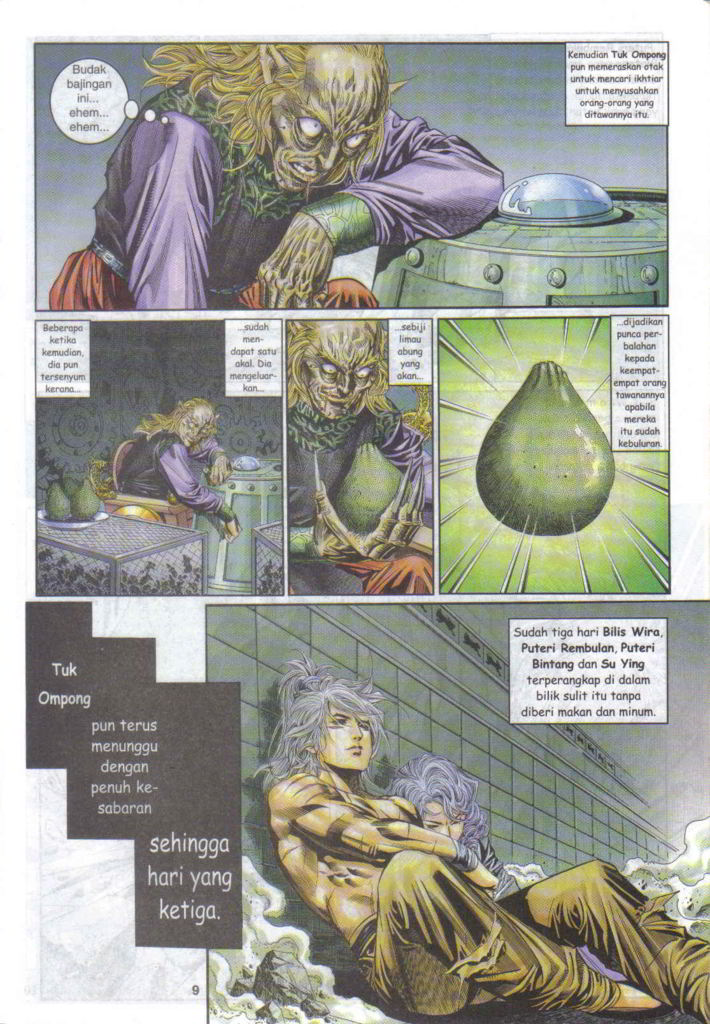 Budak
bajingan
ini...
ehem...
ehem...
Kemudian Tuk Ompong
pun memeraskan otak
untuk mencari ikhtiar
untuk menyusahkan
orang-orang yang
ditawannya itu.
Beberapa
ketika
kemudian,
dia pun
tersenyum
kerana...
...sudah
men-
dapat satu
akal. Dia
mengeluar-
kan...
...sebiji
limau
abung
yang
akan...
...dijadikan
punca per-
balahan
kepada
keempat-
empat orang
tawanannya
apabila
mereka
itu sudah
kebuluran.
Tuk
Ompong
pun terus
menunggu
dengan
penuh ke-
sabaran
sehingga
hari yang
ketiga.
Sudah tiga hari Bilis Wira,
Puteri Rembulan, Puteri
Bintang dan Su Ying
terperangkap di dalam
bilik sulit itu tanpa
diberi makan dan minum.
9